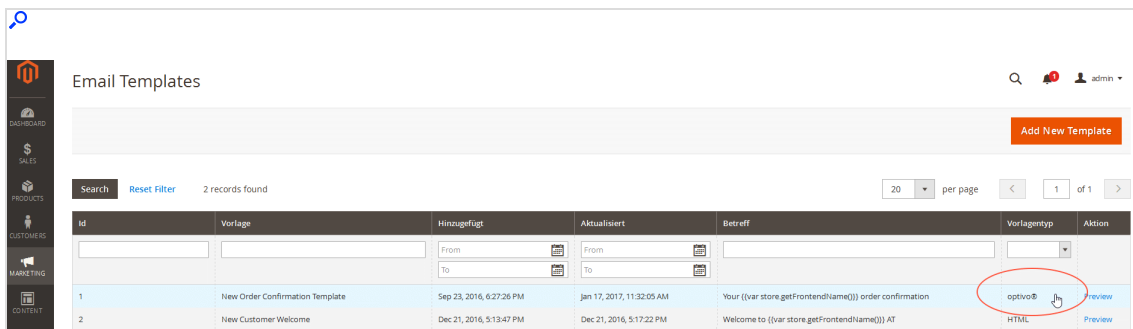 Email Templates
1
admin
DASHBOARD
Add New Template
$
SALES
Search Reset Filter 2 records found 20 per page 1 of 1
PRODUCTS
Id Vorlage Hinzugefügt Aktualisiert Betreff Vorlagentyp Aktion
CUSTOMERS
From From
MARKETING
To To
1 New Order Confirmation Template Sep 23, 2016, 6:27:26 PM Jan 17, 2017, 11:32:05 AM Your {{var store.getFrontendName()}} order confirmation optivo® Preview
CONTENT
2 New Customer Welcome Dec 21, 2016, 5:13:47 PM Dec 21, 2016, 5:17:22 PM Welcome to {{var store.getFrontendName()}} AT HTML Preview